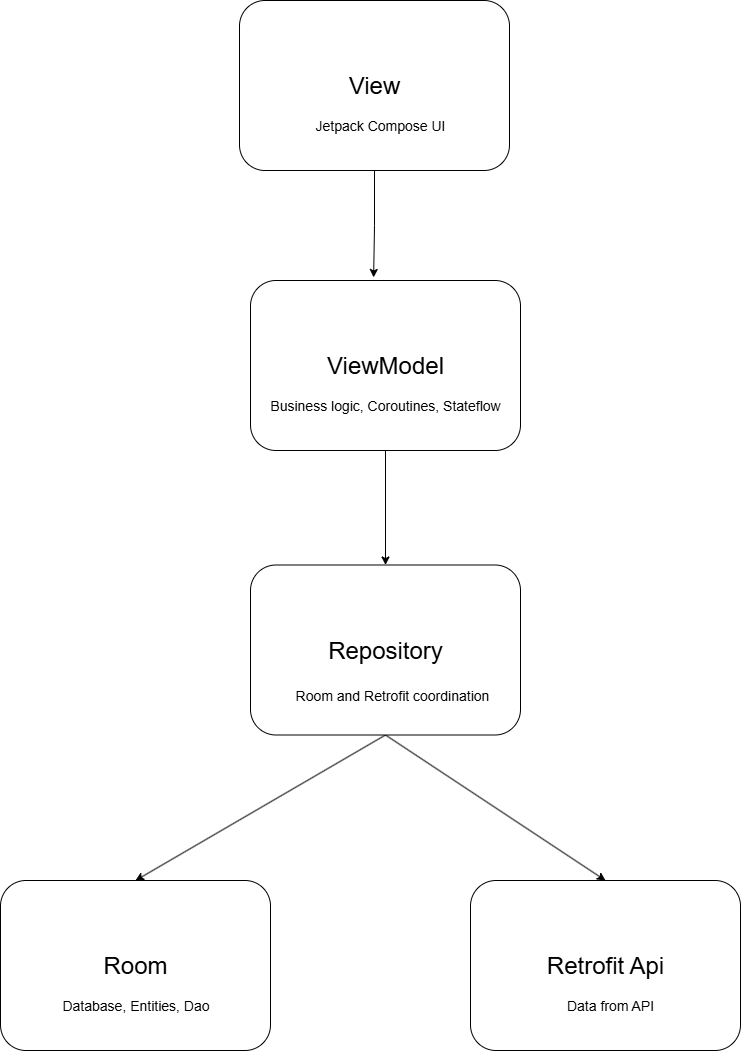 View
Jetpack Compose UI
ViewModel
Business logic, Coroutines, Stateflow
Repository
Room and Retrofit coordination
Room
Database, Entities, Dao
Retrofit Api
Data from API